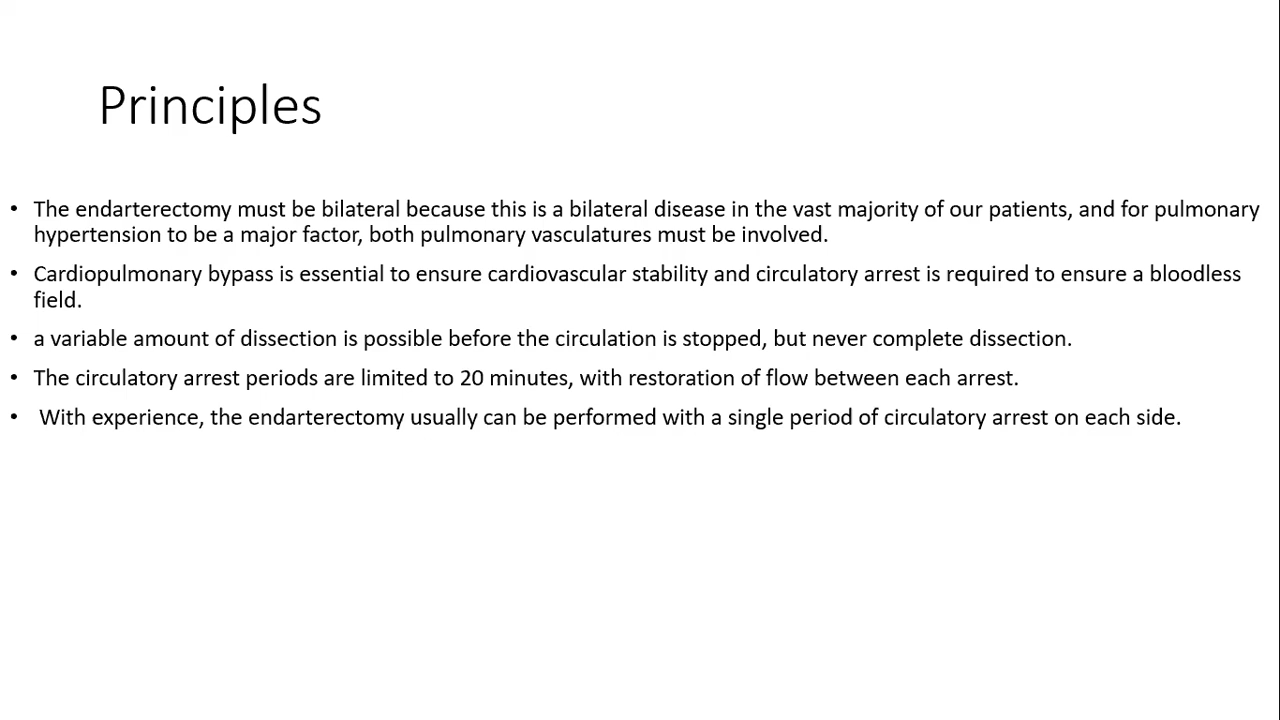 Principles
• The endarterectomy must be bilateral because this is a bilateral disease in the vast majority of our patients, and for pulmonary
hypertension to be a major factor, both pulmonary vasculatures must be involved.
• Cardiopulmonary bypass is essential to ensure cardiovascular stability and circulatory arrest is required to ensure a bloodless
field.
• a variable amount of dissection is possible before the circulation is stopped, but never complete dissection.
• The circulatory arrest periods are limited to 20 minutes, with restoration of flow between each arrest.
• With experience, the endarterectomy usually can be performed with a single period of circulatory arrest on each side.